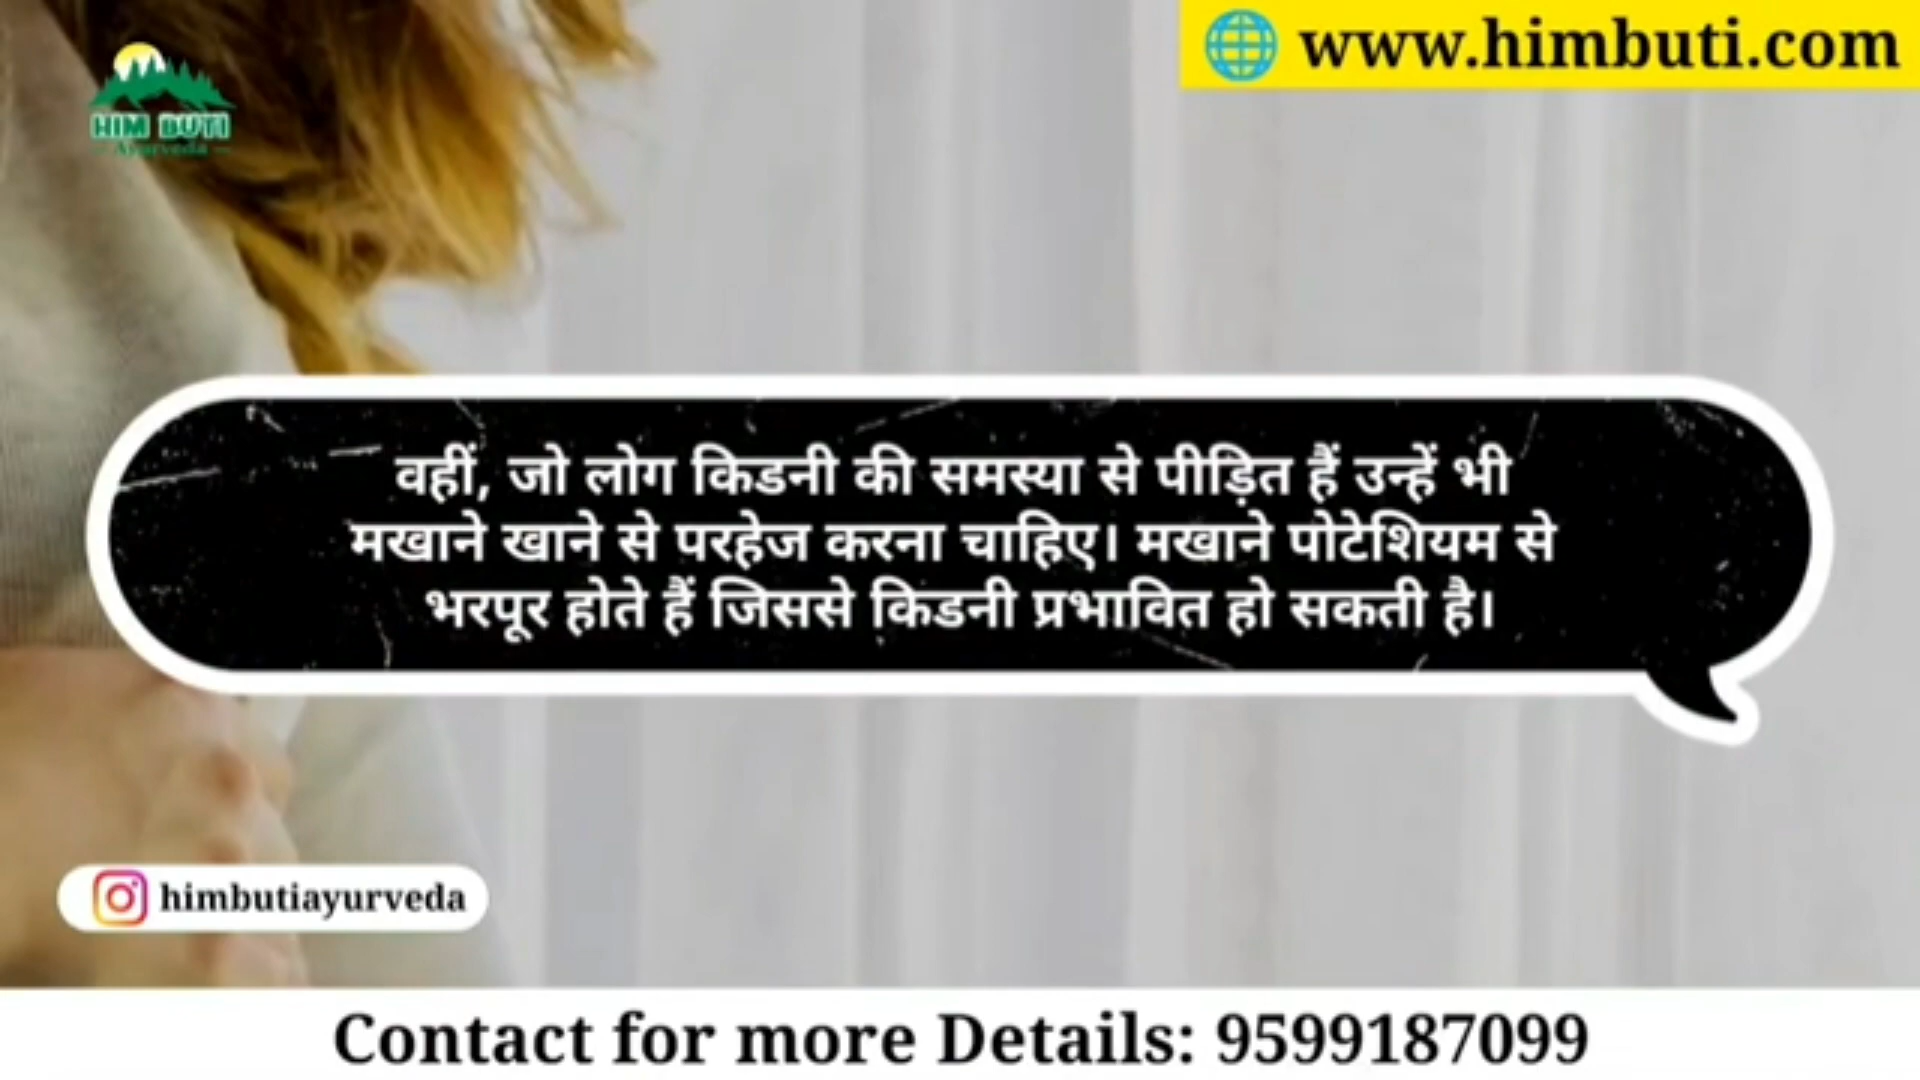 www.himbuti.com
HIM BUTI
Ayurveda
वहीं, जो लोग किडनी की समस्या से पीड़ित हैं उन्हें भी
मखाने खाने से परहेज करना चाहिए। मखाने पोटेशियम से
भरपूर होते हैं जिससे किडनी प्रभावित हो सकती है।
himbutiayurveda
Contact for more Details: 9599187099